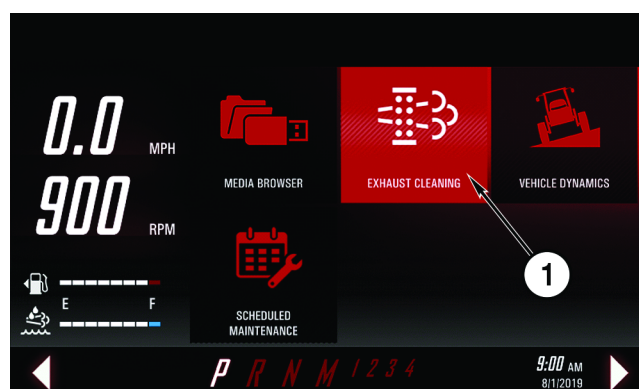 0.0 MPH
900 RPM
E F
MEDIA BROWSER
EXHAUST CLEANING
VEHICLE DYNAMICS
1
SCHEDULED
MAINTENANCE
P R N M 1 2 3 4
9:00 AM
8/1/2019